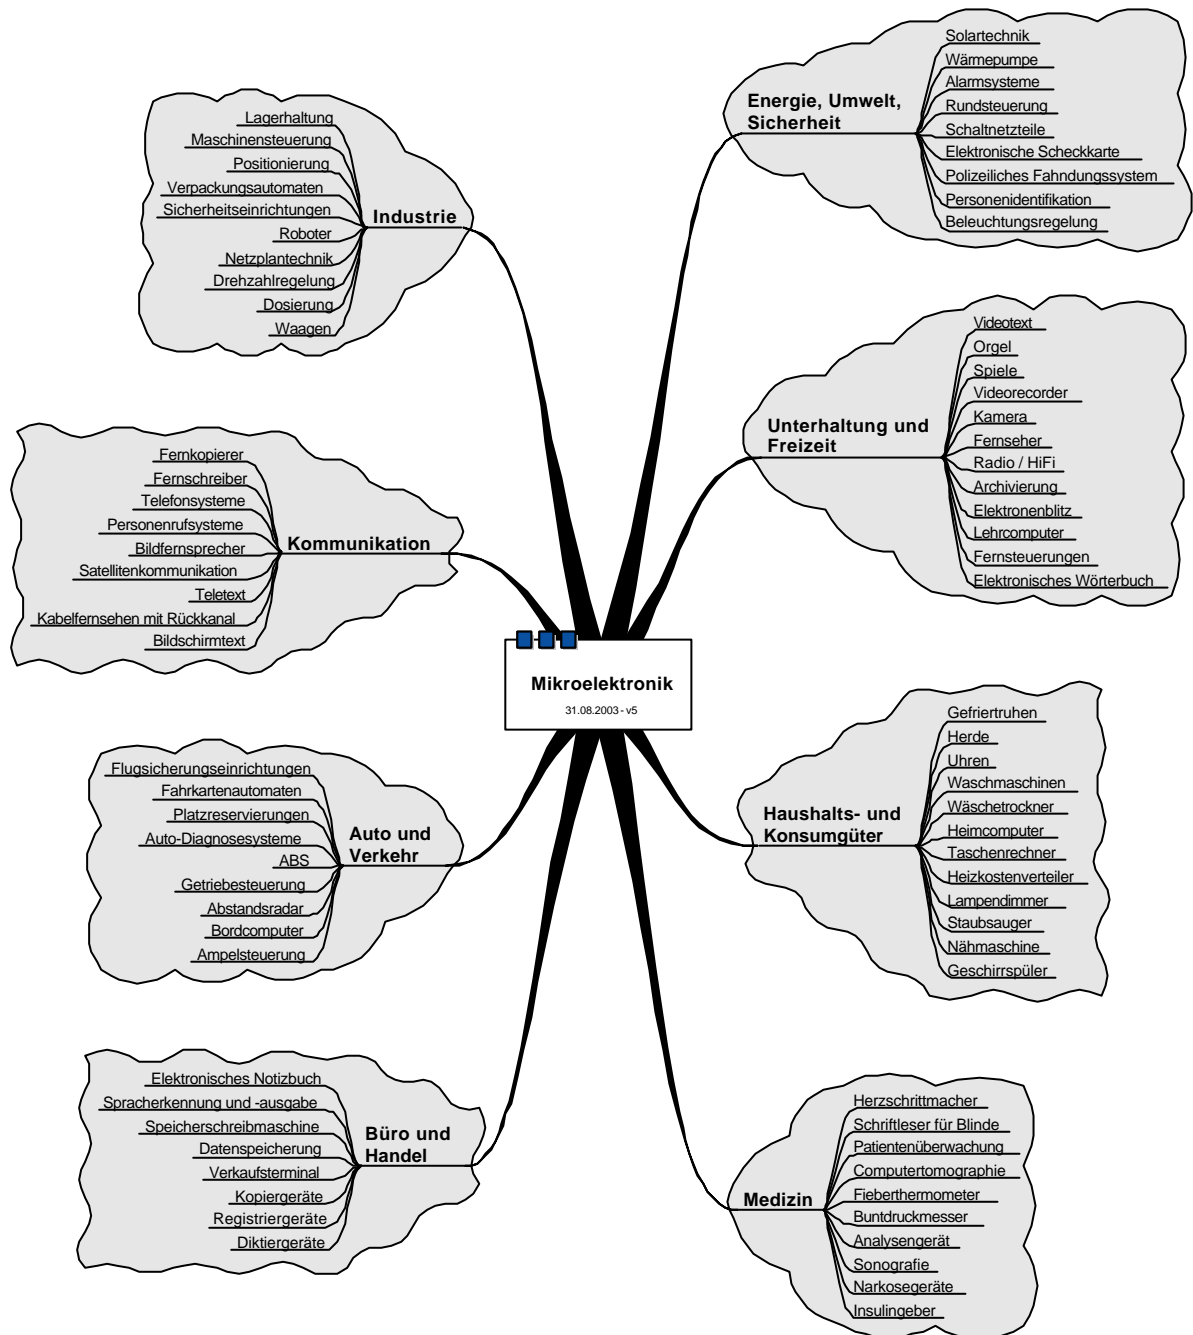 Mikroelektronik
31.08.2003 - v5
Energie, Umwelt,
Sicherheit
Solartechnik
Wärmepumpe
Alarmsysteme
Rundsteuerung
Schaltnetzteile
Elektronische Scheckkarte
Polizeiliches Fahndungssystem
Personenidentifikation
Beleuchtungsregelung
Unterhaltung und
Freizeit
Videotext
Orgel
Spiele
Videorecorder
Kamera
Fernseher
Radio / HiFi
Archivierung
Elektronenblitz
Lehrcomputer
Fernsteuerungen
Elektronisches Wörterbuch
Haushalts- und
Konsumgüter
Gefriertruhen
Herde
Uhren
Waschmaschinen
Wäschetrockner
Heimcomputer
Taschenrechner
Heizkostenverteiler
Lampendimmer
Staubsauger
Nähmaschine
Geschirrspüler
Medizin
Herzschrittmacher
Schriftleser für Blinde
Patientenüberwachung
Computertomographie
Fieberthermometer
Buntdruckmesser
Analysengerät
Sonografie
Narkosegeräte
Insulingeber
Büro und
Handel
Elektronisches Notizbuch
Spracherkennung und -ausgabe
Speicherschreibmaschine
Datenspeicherung
Verkaufsterminal
Kopiergeräte
Registriergeräte
Diktiergeräte
Auto und
Verkehr
Flugsicherungseinrichtungen
Fahrkartenautomaten
Platzreservierungen
Auto-Diagnosesysteme
ABS
Getriebesteuerung
Abstandsradar
Bordcomputer
Ampelsteuerung
Kommunikation
Fernkopierer
Fernschreiber
Telefonsysteme
Personenrufsysteme
Bildfernsprecher
Satellitenkommunikation
Teletext
Kabelfernsehen mit Rückkanal
Bildschirmtext
Industrie
Lagerhaltung
Maschinensteuerung
Positionierung
Verpackungsautomaten
Sicherheitseinrichtungen
Roboter
Netzplantechnik
Drehzahlregelung
Dosierung
Waagen